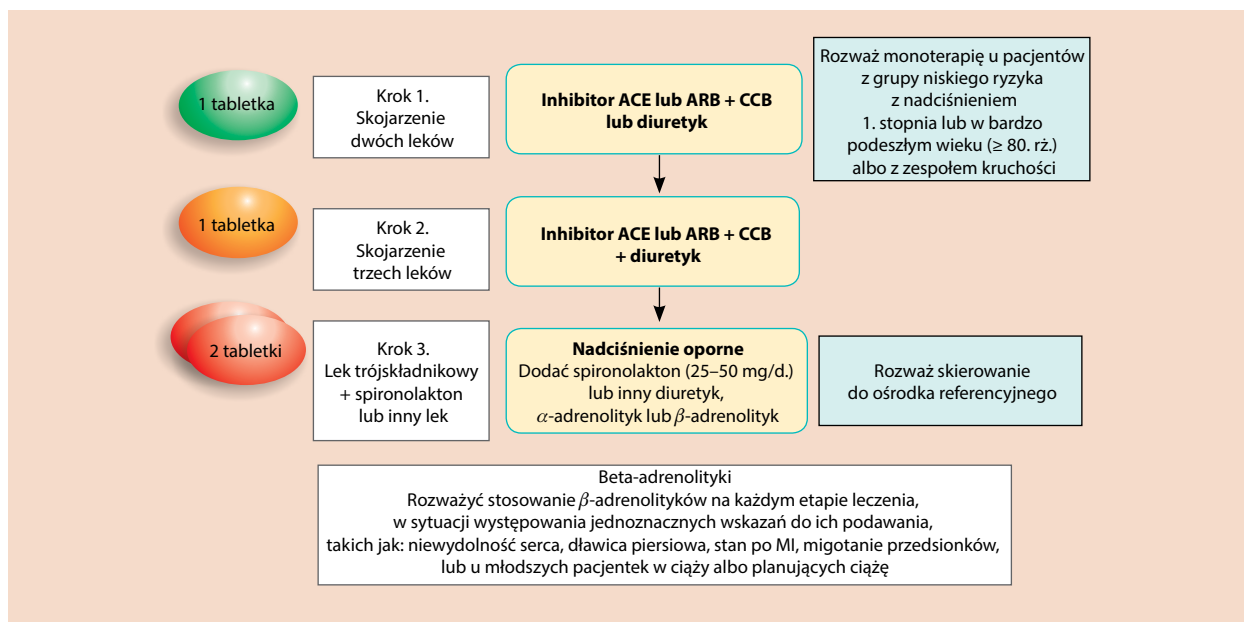 1 tabletka
Krok 1.
Skojarzenie
dwóch leków
Inhibitor ACE lub ARB + CCB
lub diuretyk
Rozważ monoterapię u pacjentów
z grupy niskiego ryzyka
z nadciśnieniem
1. stopnia lub w bardzo
podeszłym wieku (≥ 80. rż.)
albo z zespołem kruchości
1 tabletka
Krok 2.
Skojarzenie
trzech leków
Inhibitor ACE lub ARB + CCB
+ diuretyk
2 tabletki
Krok 3.
Lek trójskładnikowy
+ spironolakton
lub inny lek
Nadciśnienie oporne
Dodać spironolakton (25–50 mg/d.)
lub inny diuretyk,
α-adrenolityk lub β-adrenolityk
Rozważ skierowanie
do ośrodka referencyjnego
Beta-adrenolityki
Rozważyć stosowanie β-adrenolityków na każdym etapie leczenia,
w sytuacji występowania jednoznacznych wskazań do ich podawania,
takich jak: niewydolność serca, dławica piersiowa, stan po MI, migotanie przedsionków,
lub u młodszych pacjentek w ciąży albo planujących ciążę